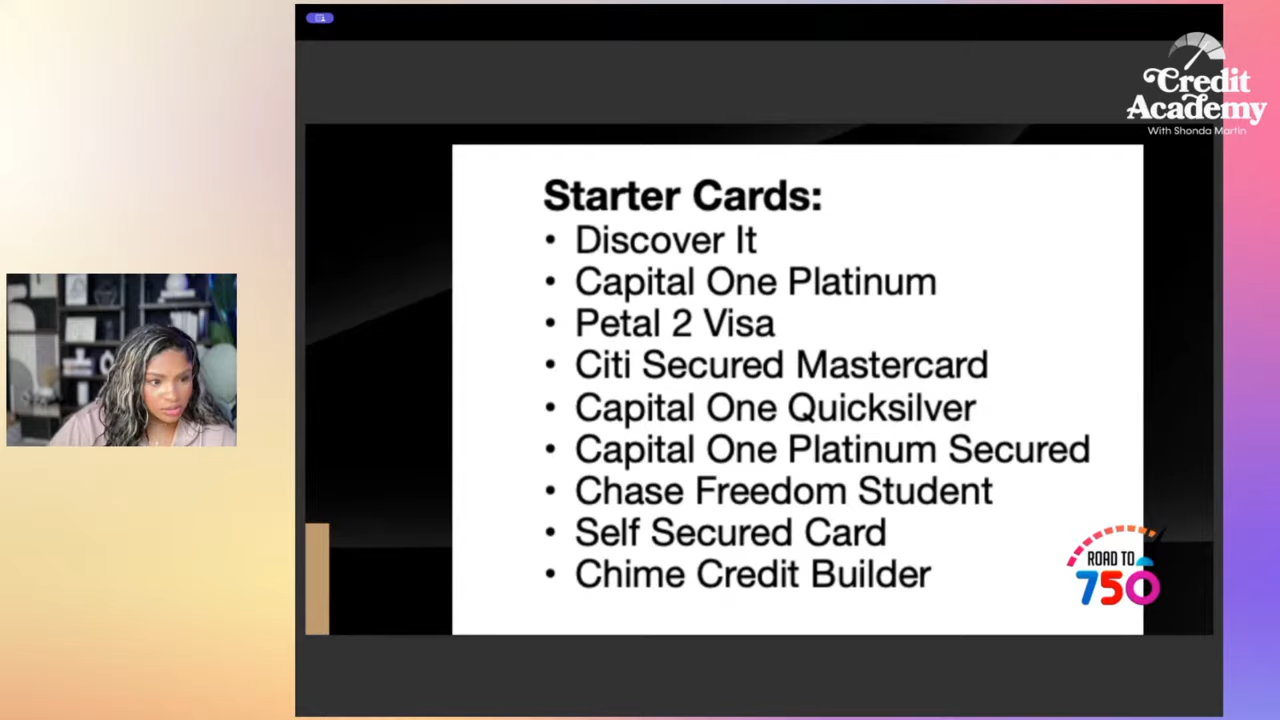 Credit
Academy
With Shonda Martin
Starter Cards:
• Discover It
• Capital One Platinum
• Petal 2 Visa
• Citi Secured Mastercard
• Capital One Quicksilver
• Capital One Platinum Secured
• Chase Freedom Student
• Self Secured Card
• Chime Credit Builder
ROAD TO
750